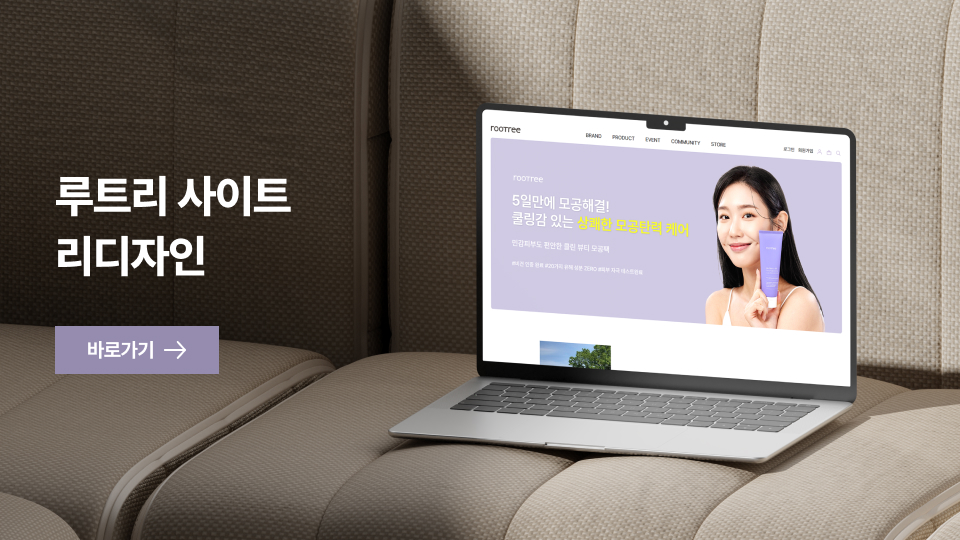 루트리 사이트
리디자인
바로가기
rooTree
BRAND PRODUCT EVENT COMMUNITY STORE
로그인 회원가입
rooTree
5일만에 모공해결!
쿨링감 있는 상쾌한 모공탄력 케어
민감피부도 편안한 쿨링 뷰티 모공팩